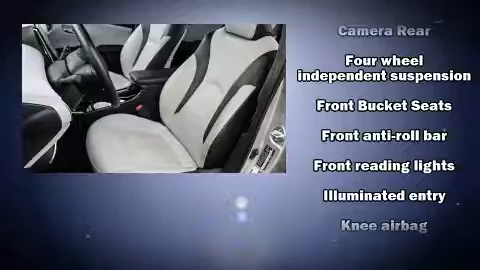 Camera Rear
Four wheel
independent suspension
Front Bucket Seats
Front anti-roll bar
Front reading lights
Illuminated entry
Knee airbag